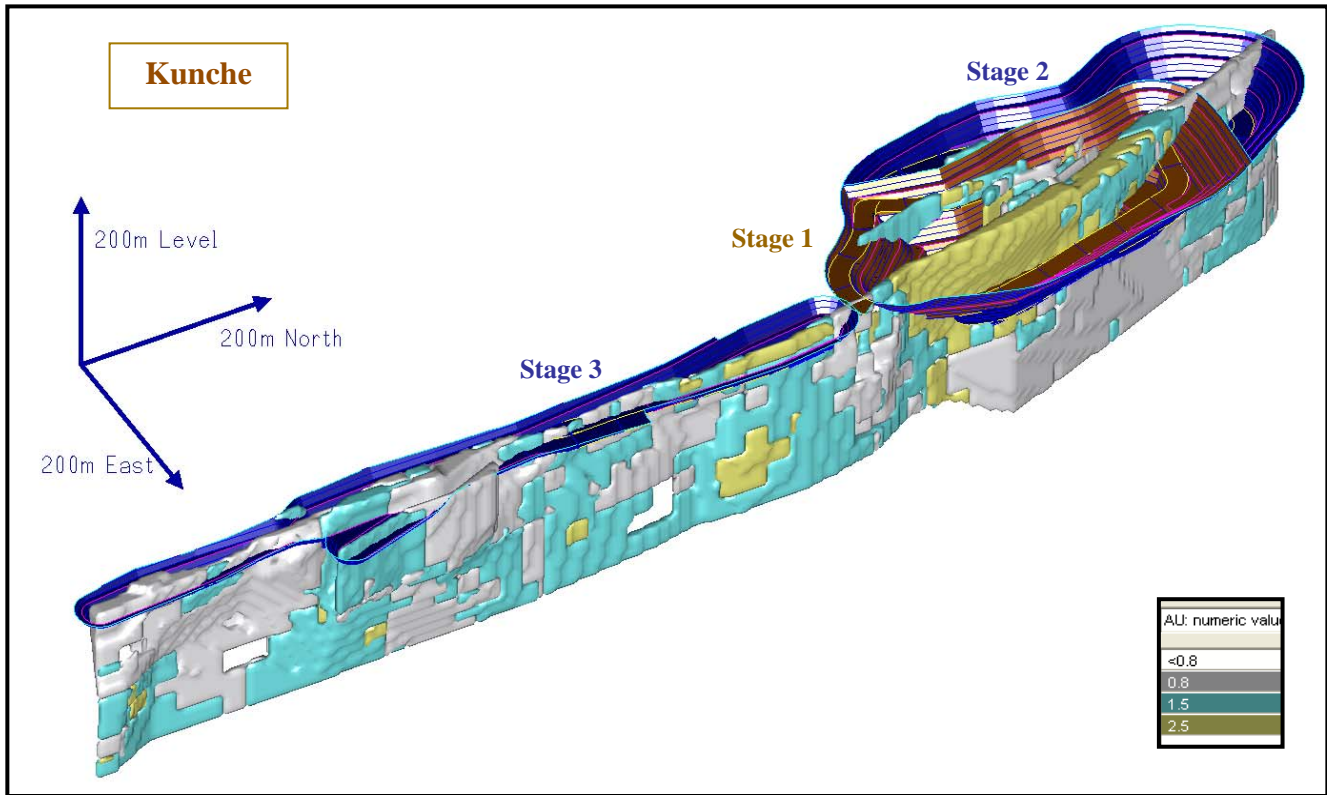 Kunche
Stage 2
200m Level
Stage 1
200m North
Stage 3
200m East
AU: numeric valu
<0.8
0.8
1.5
2.5